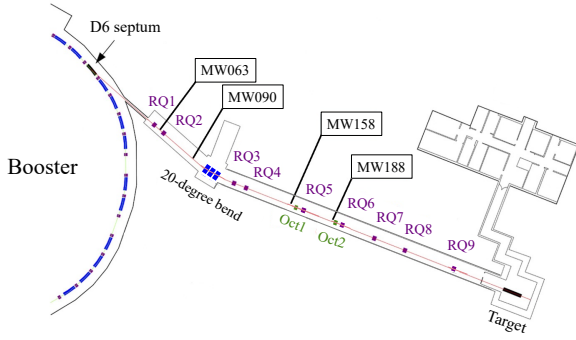 D6 septum
MW063
RQ1
RQ2
MW090
MW158
RQ3
Booster
RQ4
MW188
20-degree bend
RQ5
RQ6
Oct1
Oct2
RQ7
RQ8
RQ9
Target